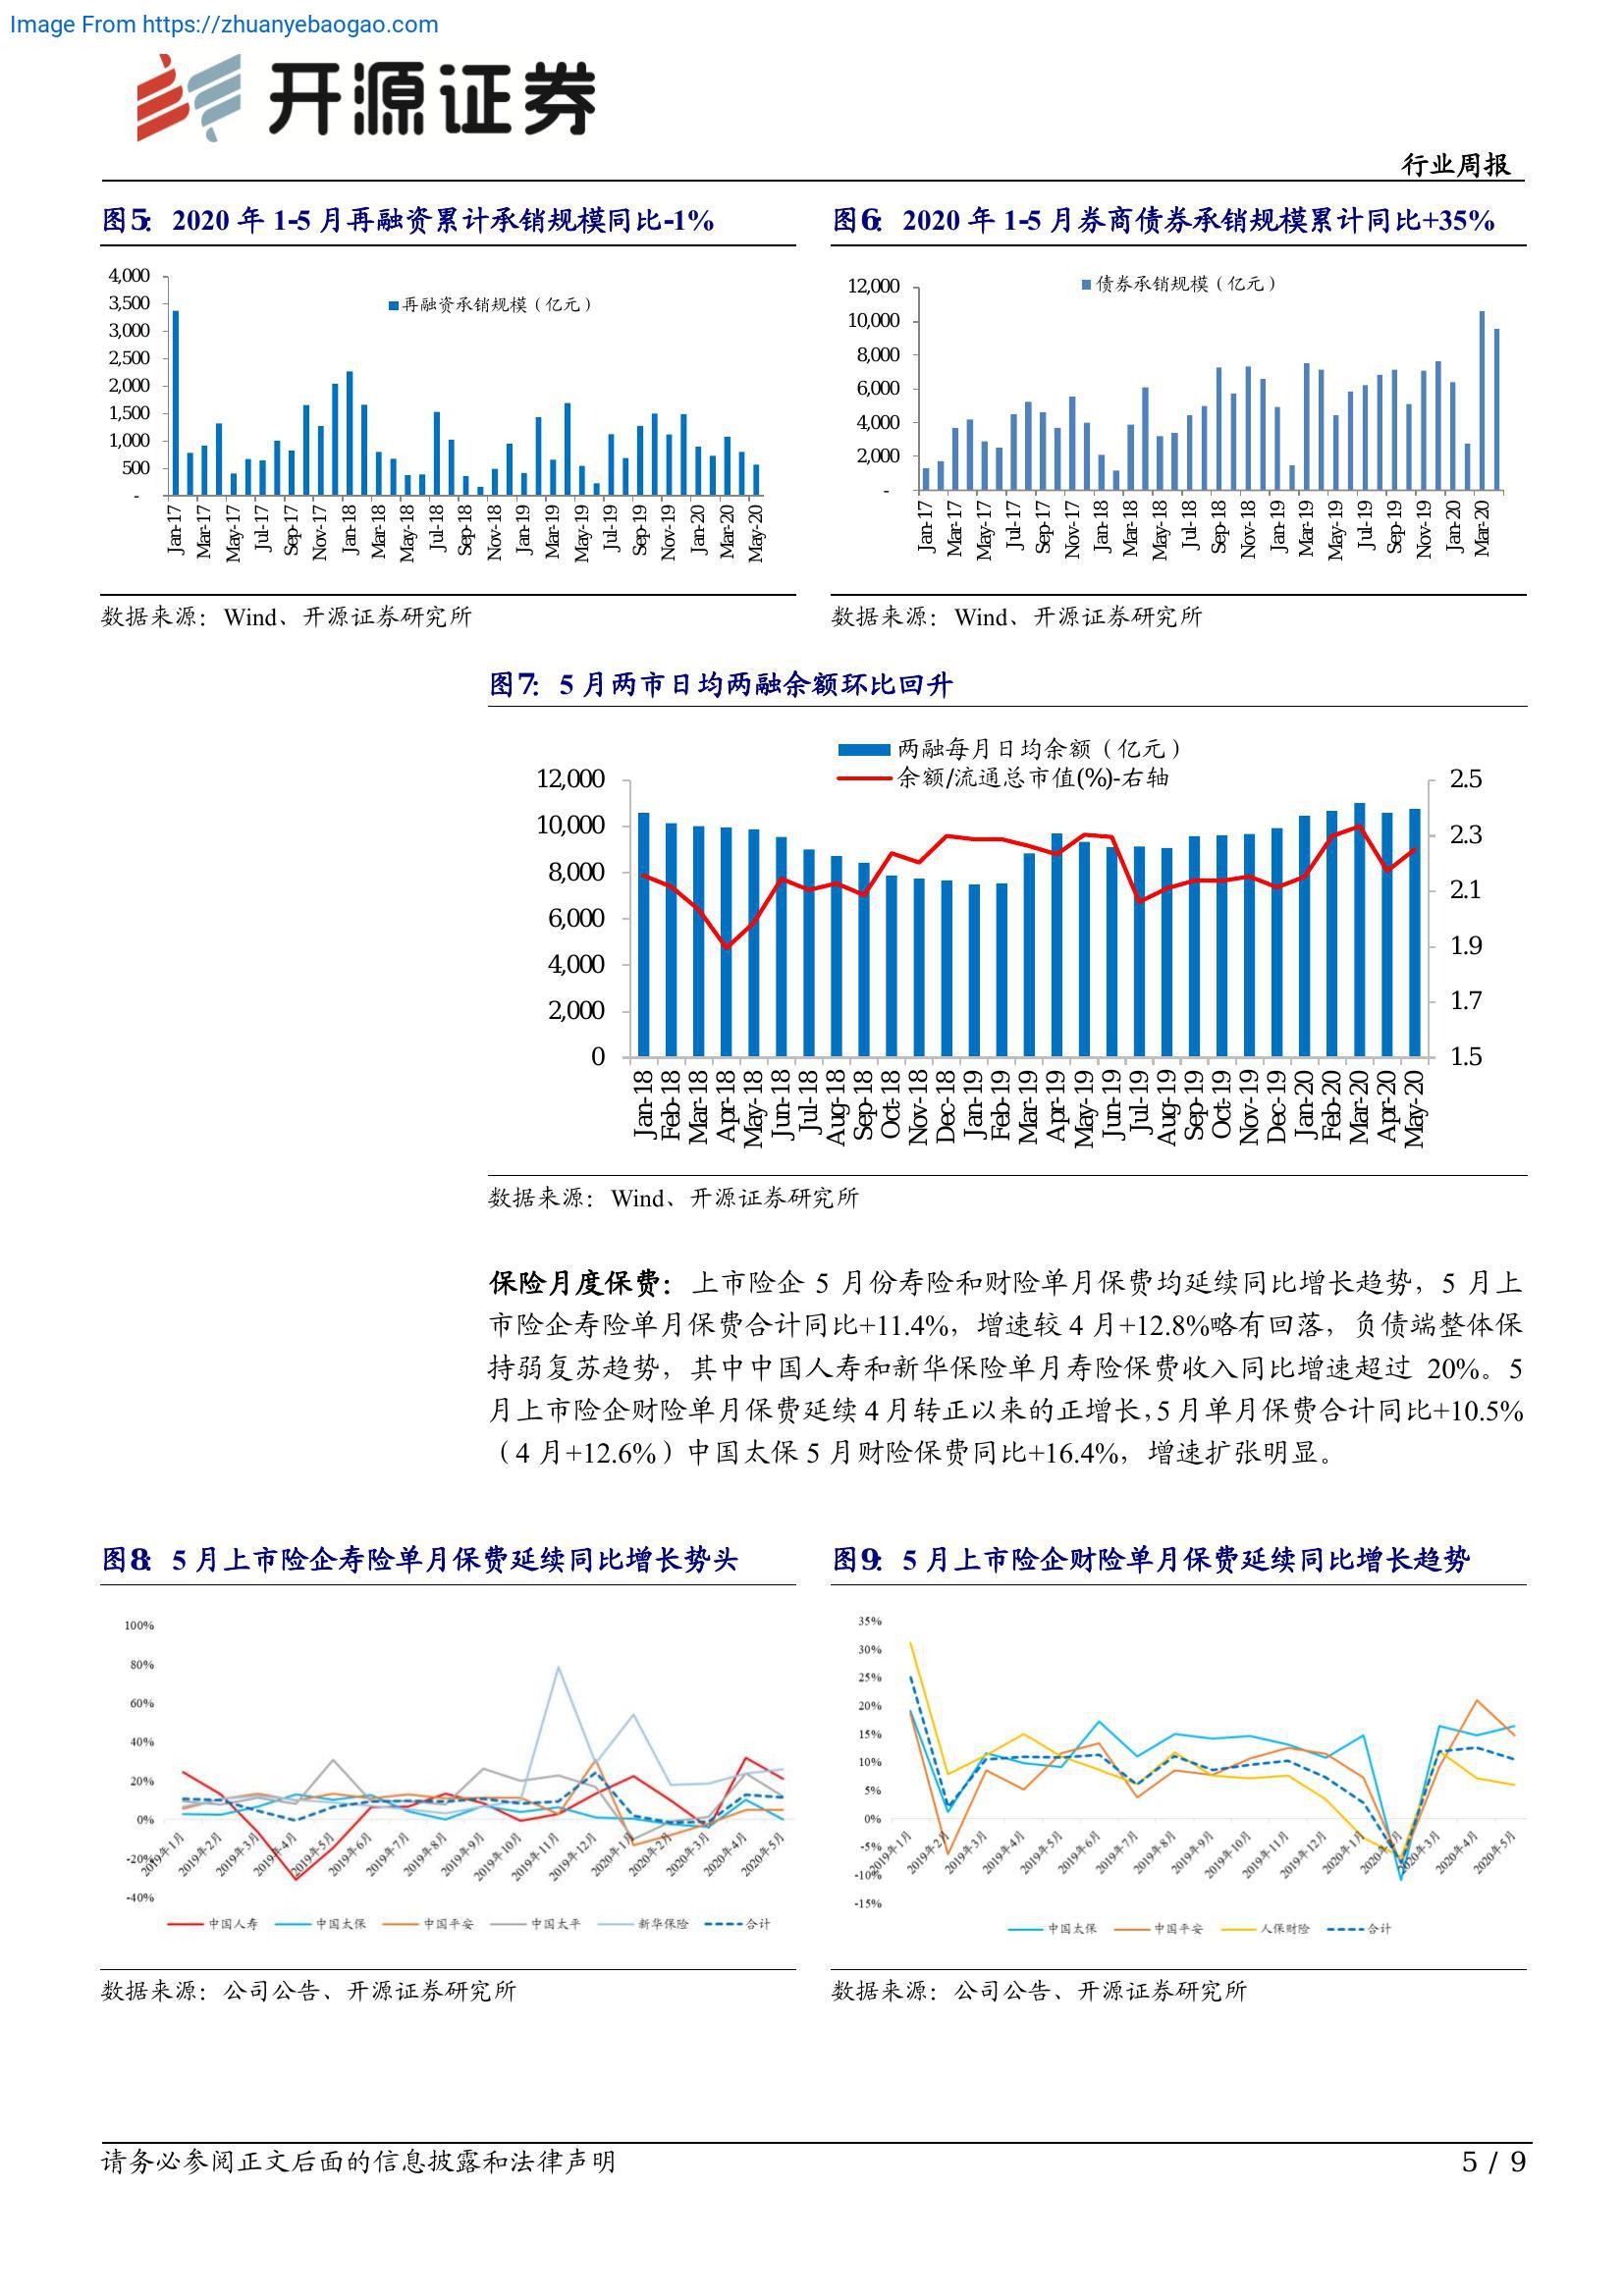 Image From https://zhuanyebaogao.com
开源证券
行业周报
图5： 2020 年 1-5 月再融资累计承销规模同比-1%
4,000
3,500
3,000
2,500
2,000
1,500
1,000
500
-
再融资承销规模（亿元）
Jan-17 Mar-17 May-17 Jul-17 Sep-17 Nov-17 Jan-18 Mar-18 May-18 Jul-18 Sep-18 Nov-18 Jan-19 Mar-19 May-19 Jul-19 Sep-19 Nov-19 Jan-20 Mar-20 May-20
数据来源：Wind、开源证券研究所
图6： 2020 年 1-5 月券商债券承销规模累计同比+35%
12,000
10,000
8,000
6,000
4,000
2,000
-
债券承销规模（亿元）
Jan-17 Mar-17 May-17 Jul-17 Sep-17 Nov-17 Jan-18 Mar-18 May-18 Jul-18 Sep-18 Nov-18 Jan-19 Mar-19 May-19 Jul-19 Sep-19 Nov-19 Jan-20 Mar-20
数据来源：Wind、开源证券研究所
图7： 5 月两市日均两融余额环比回升
两融每月日均余额（亿元）
余额/流通总市值(%)-右轴
12,000
10,000
8,000
6,000
4,000
2,000
0
2.5
2.3
2.1
1.9
1.7
1.5
Jan-18 Feb-18 Mar-18 Apr-18 May-18 Jun-18 Jul-18 Aug-18 Sep-18 Oct-18 Nov-18 Dec-18 Jan-19 Feb-19 Mar-19 Apr-19 May-19 Jun-19 Jul-19 Aug-19 Sep-19 Oct-19 Nov-19 Dec-19 Jan-20 Feb-20 Mar-20 Apr-20 May-20
数据来源：Wind、开源证券研究所
保险月度保费：上市险企 5 月份寿险和财险单月保费均延续同比增长趋势，5 月上
市险企寿险单月保费合计同比+11.4%，增速较 4 月+12.8%略有回落，负债端整体保
持弱复苏趋势，其中中国人寿和新华保险单月寿险保费收入同比增速超过 20%。5
月上市险企财险单月保费延续 4 月转正以来的正增长，5 月单月保费合计同比+10.5%
（4 月+12.6%）中国太保 5 月财险保费同比+16.4%，增速扩张明显。
图8： 5 月上市险企寿险单月保费延续同比增长势头
100%
80%
60%
40%
20%
0%
-20%
-40%
2019年1月 2019年2月 2019年3月 2019年4月 2019年5月 2019年6月 2019年7月 2019年8月 2019年9月 2019年10月 2019年11月 2019年12月 2020年1月 2020年2月 2020年3月 2020年4月 2020年5月
中国人寿 中国太保 中国平安 中国太平 新华保险 合计
数据来源：公司公告、开源证券研究所
图9： 5 月上市险企财险单月保费延续同比增长趋势
35%
30%
25%
20%
15%
10%
5%
0%
-5%
-10%
-15%
2019年1月 2019年2月 2019年3月 2019年4月 2019年5月 2019年6月 2019年7月 2019年8月 2019年9月 2019年10月 2019年11月 2019年12月 2020年1月 2020年2月 2020年3月 2020年4月 2020年5月
中国太保 中国平安 人保财险 合计
数据来源：公司公告、开源证券研究所
请务必参阅正文后面的信息披露和法律声明
5 / 9